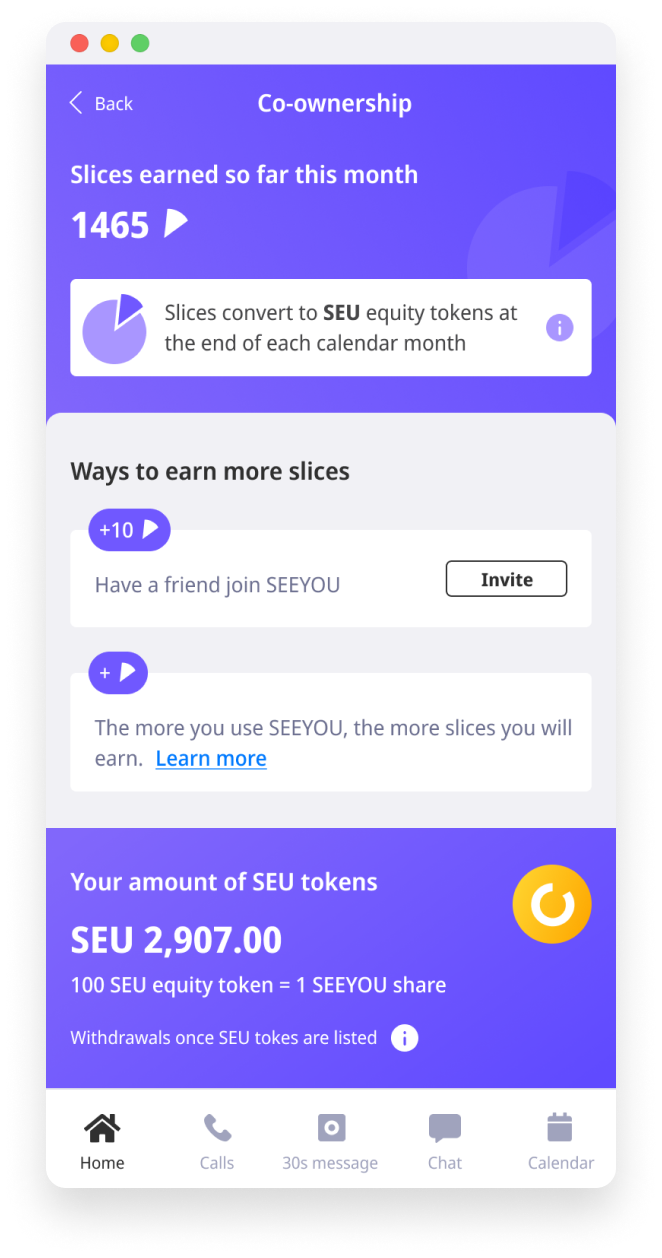 Back
Co-ownership
Slices earned so far this month
1465
Slices convert to SEU equity tokens at
the end of each calendar month
Ways to earn more slices
+10
Have a friend join SEEYOU
Invite
+
The more you use SEEYOU, the more slices you will
earn. Learn more
Your amount of SEU tokens
SEU 2,907.00
100 SEU equity token = 1 SEEYOU share
Withdrawals once SEU tokes are listed
Home
Calls
30s message
Chat
Calendar